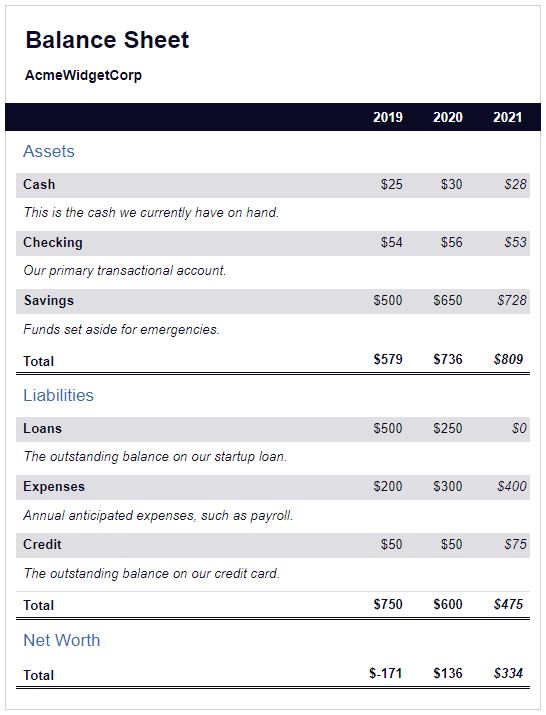 Balance Sheet
AcmeWidgetCorp
2019 2020 2021
Assets
Cash $25 $30 $28
This is the cash we currently have on hand.
Checking $54 $56 $53
Our primary transactional account.
Savings $500 $650 $728
Funds set aside for emergencies.
Total $579 $736 $809
Liabilities
Loans $500 $250 $0
The outstanding balance on our startup loan.
Expenses $200 $300 $400
Annual anticipated expenses, such as payroll.
Credit $50 $50 $75
The outstanding balance on our credit card.
Total $750 $600 $475
Net Worth
Total $-171 $136 $334